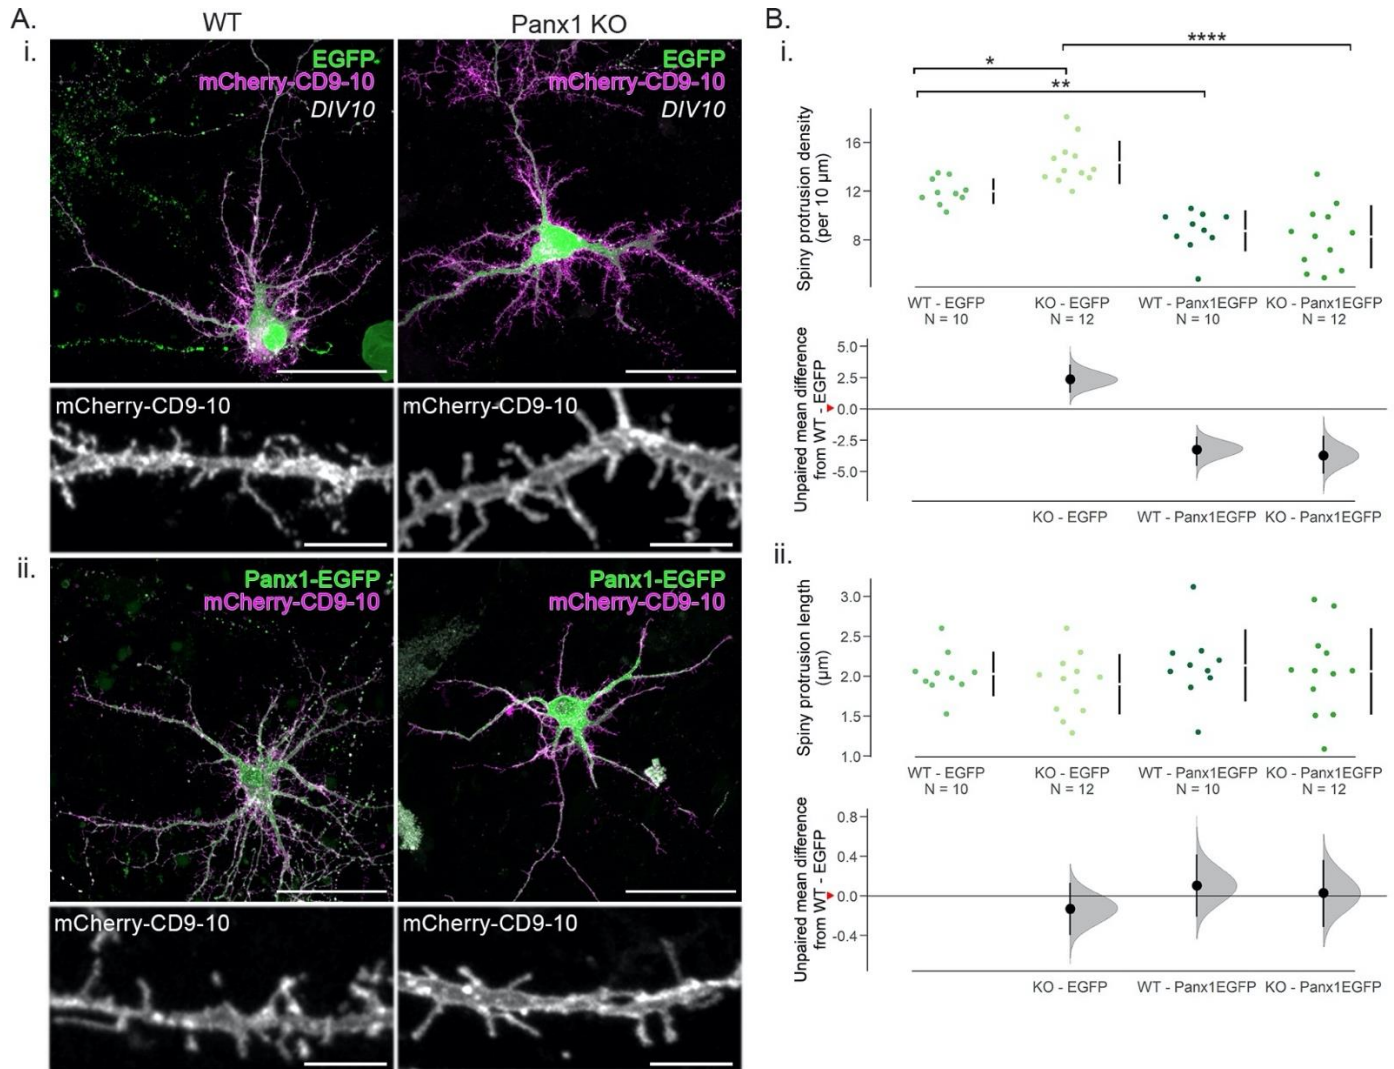 A.
WT
Panx1 KO
i.
EGFP
mCherry-CD9-10
DIV10
EGFP
mCherry-CD9-10
DIV10
mCherry-CD9-10
mCherry-CD9-10
ii.
Panx1-EGFP
mCherry-CD9-10
Panx1-EGFP
mCherry-CD9-10
mCherry-CD9-10
mCherry-CD9-10
B.
i.
****
*
**
Spiny protrusion density
(per 10 µm)
16
12
8
WT - EGFP
N = 10
KO - EGFP
N = 12
WT - Panx1EGFP
N = 10
KO - Panx1EGFP
N = 12
Unpaired mean difference
from WT - EGFP
5.0
2.5
0.0
-2.5
-5.0
KO - EGFP
WT - Panx1EGFP
KO - Panx1EGFP
ii.
Spiny protrusion length
(µm)
3.0
2.5
2.0
1.5
1.0
WT - EGFP
N = 10
KO - EGFP
N = 12
WT - Panx1EGFP
N = 10
KO - Panx1EGFP
N = 12
Unpaired mean difference
from WT - EGFP
0.8
0.4
0.0
-0.4
KO - EGFP
WT - Panx1EGFP
KO - Panx1EGFP